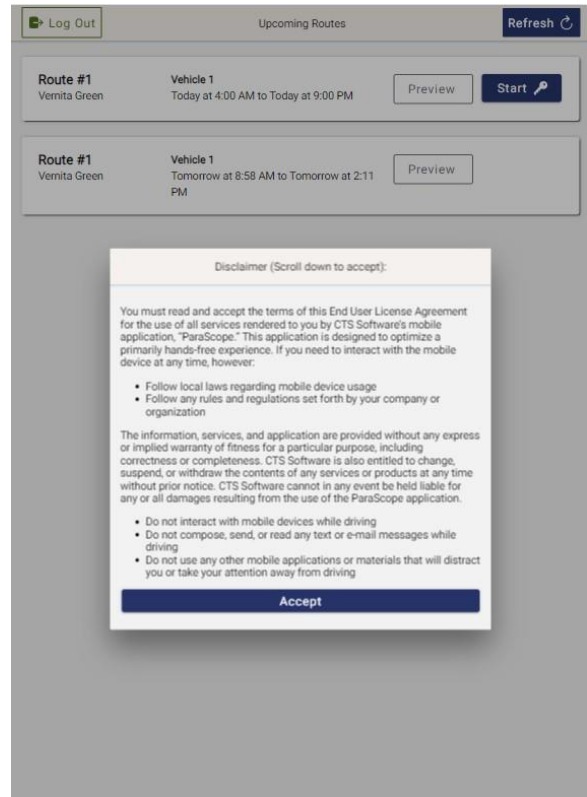 Log Out
Upcoming Routes
Refresh
Route #1
Vernita Green
Vehicle 1
Today at 4:00 AM to Today at 9:00 PM
Preview
Start
Route #1
Vernita Green
Vehicle 1
Tomorrow at 8:58 AM to Tomorrow at 2:11
PM
Preview
Disclaimer (Scroll down to accept):
You must read and accept the terms of this End User License Agreement
for the use of all services rendered to you by CTS Software's mobile
application, "ParaScope." This application is designed to optimize a
primarily hands-free experience. If you need to interact with the mobile
device at any time, however:
• Follow local laws regarding mobile device usage
• Follow any rules and regulations set forth by your company or
organization
The information, services, and application are provided without any express
or implied warranty of fitness for a particular purpose, including
correctness or completeness. CTS Software is also entitled to change,
suspend, or withdraw the contents of any services or products at any time
without prior notice. CTS Software cannot in any event be held liable for
any or all damages resulting from the use of the ParaScope application.
• Do not interact with mobile devices while driving
• Do not compose, send, or read any text or e-mail messages while
driving
• Do not use any other mobile applications or materials that will distract
you or take your attention away from driving
Accept